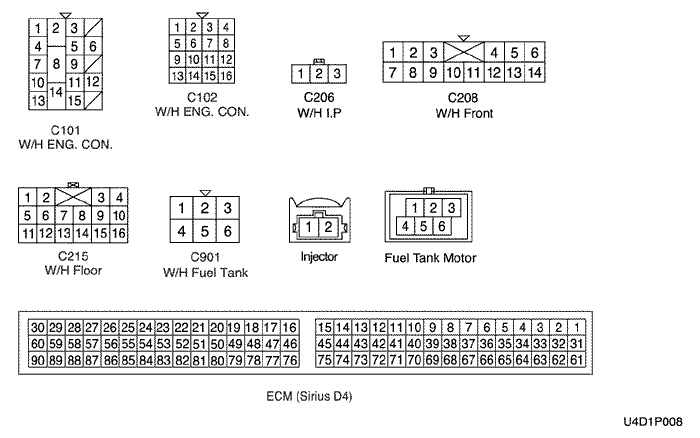 1 2 3
4 5 6
7 8 9
10 11 12
13 14 15
C101
W/H ENG. CON.
1 2 3 4
5 6 7 8
9 10 11 12
13 14 15 16
C102
W/H ENG. CON.
1 2 3
C206
W/H I.P
1 2 3 4 5 6
7 8 9 10 11 12 13 14
C208
W/H Front
1 2 3 4
5 6 7 8 9 10
11 12 13 14 15 16
C215
W/H Floor
1 2 3
4 5 6
C901
W/H Fuel Tank
1 2
Injector
1 2 3
4 5 6
Fuel Tank Motor
30 29 28 27 26 25 24 23 22 21 20 19 18 17 16 15 14 13 12 11 10 9 8 7 6 5 4 3 2 1
60 59 58 57 56 55 54 53 52 51 50 49 48 47 46 45 44 43 42 41 40 39 38 37 36 35 34 33 32 31
90 89 88 87 86 85 84 83 82 81 80 79 78 77 76 75 74 73 72 71 70 69 68 67 66 65 64 63 62 61
ECM (Sirius D4)
U4D1P008